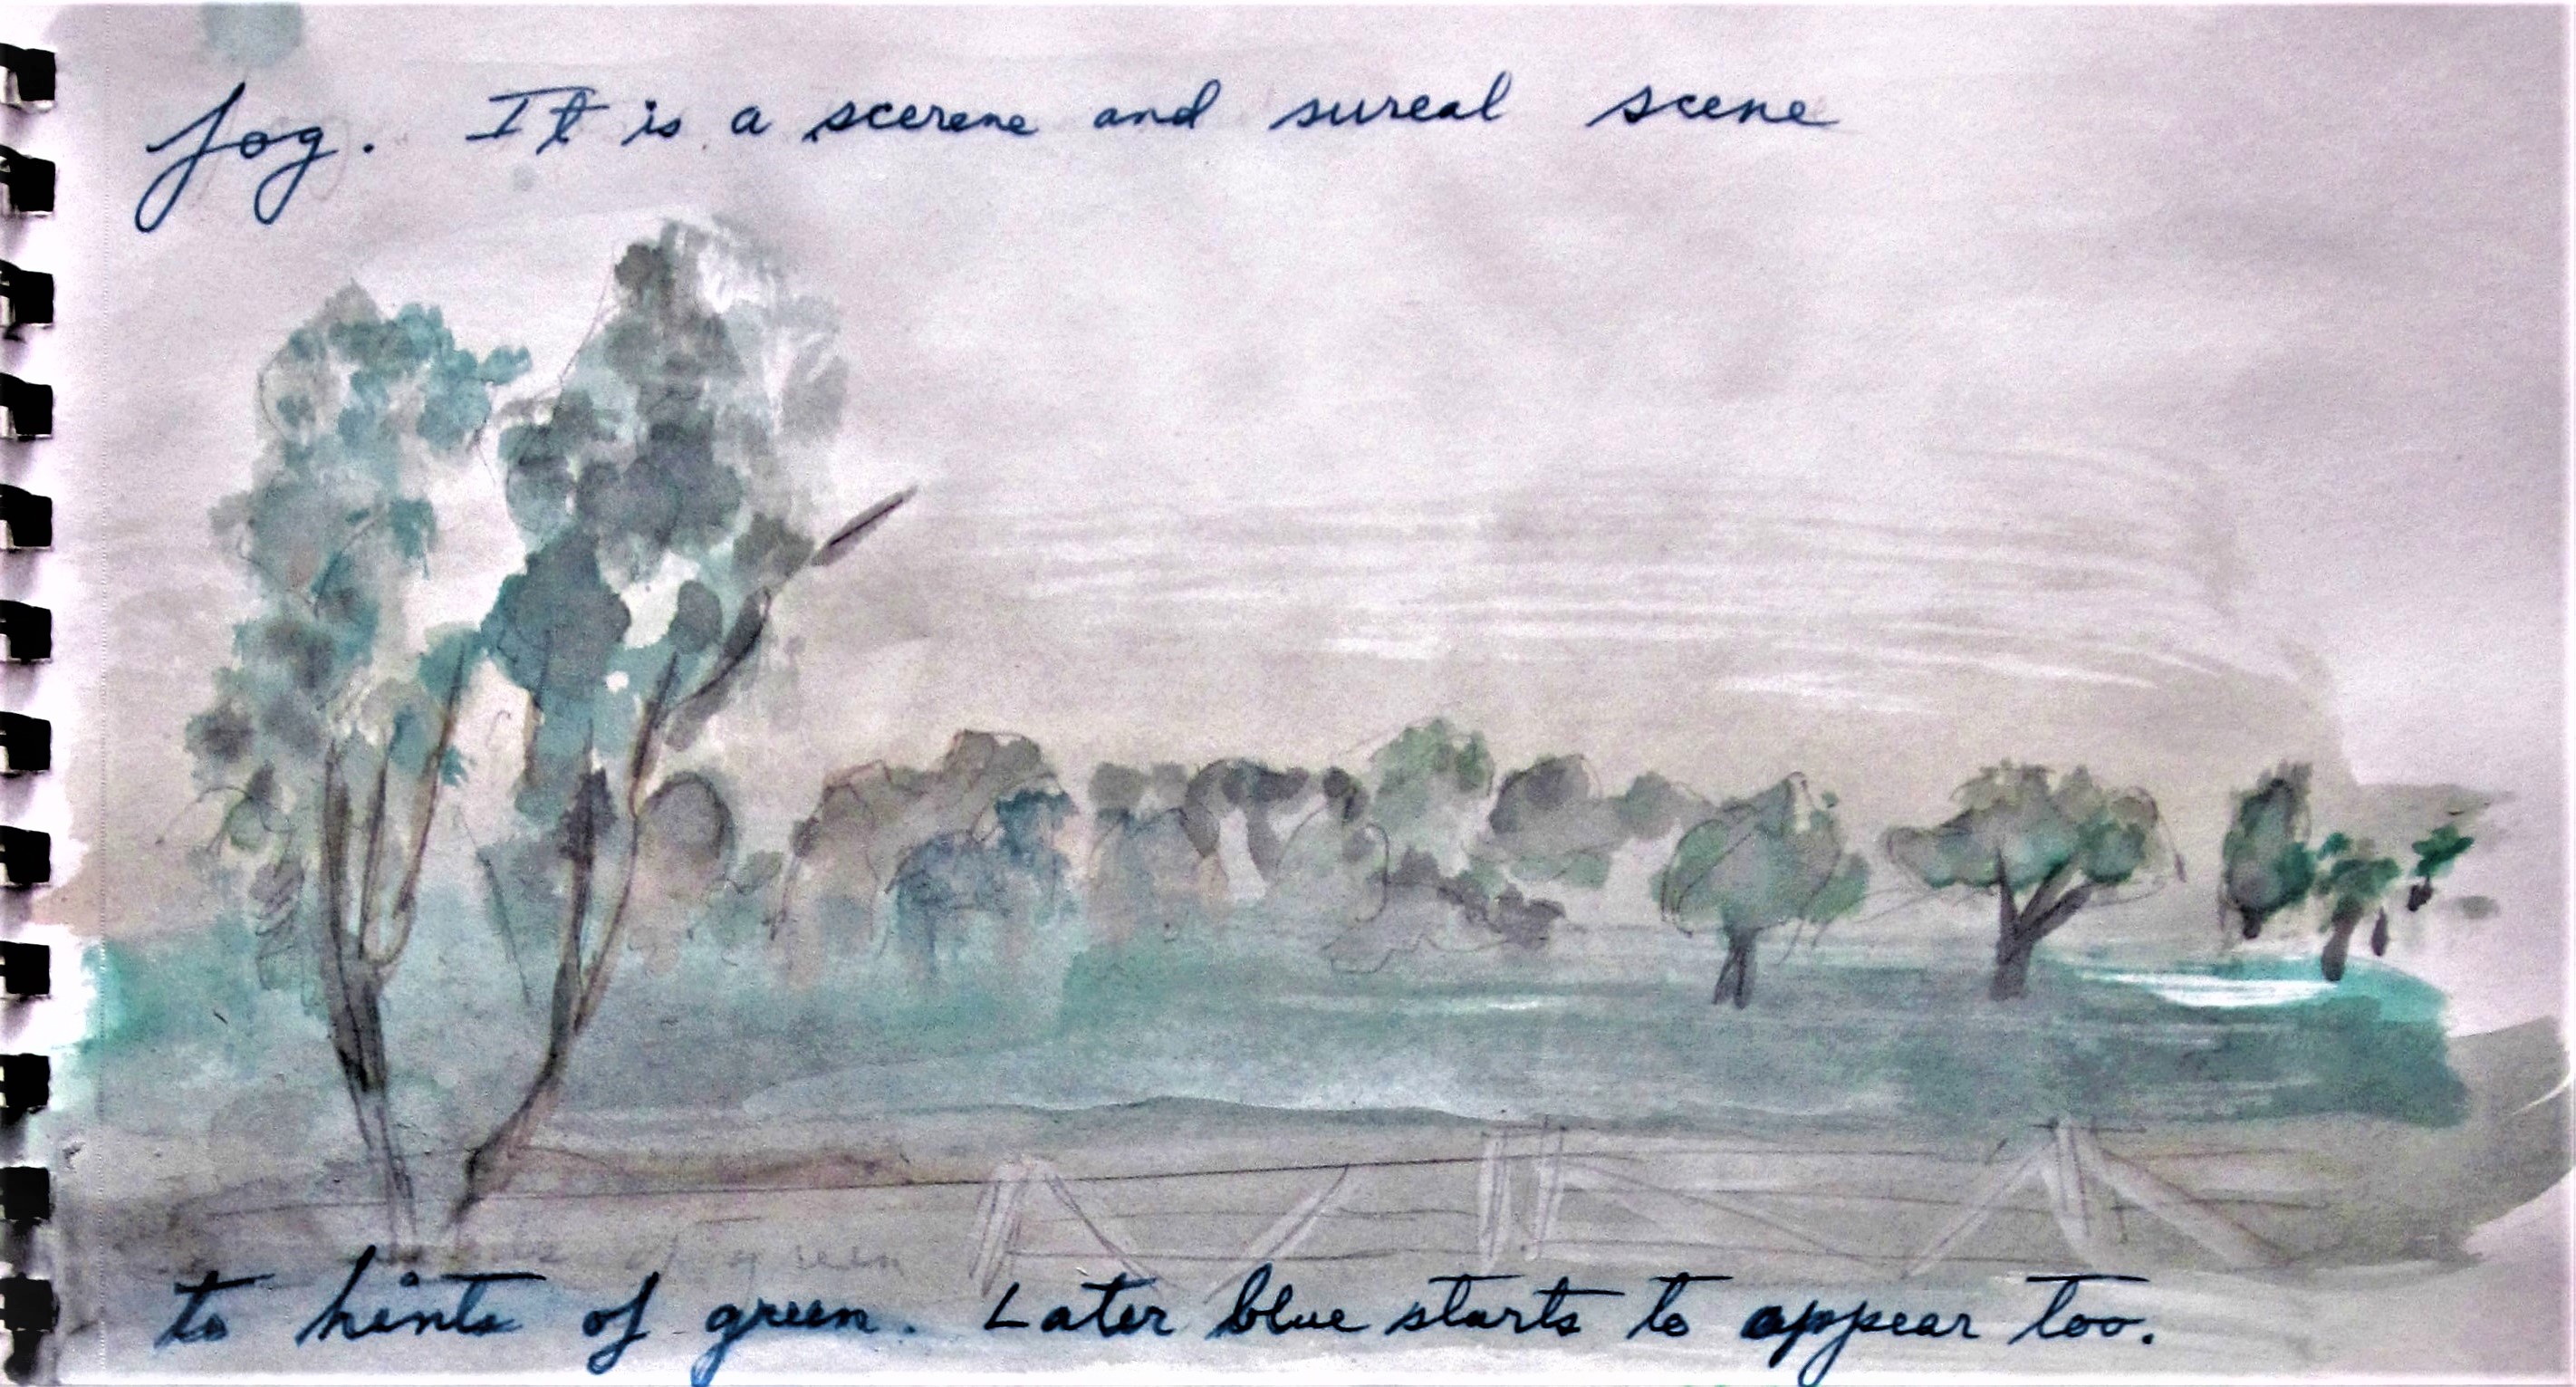 fog. It is a scerene and sureal scene
to hints of green. Later blue starts to appear too.